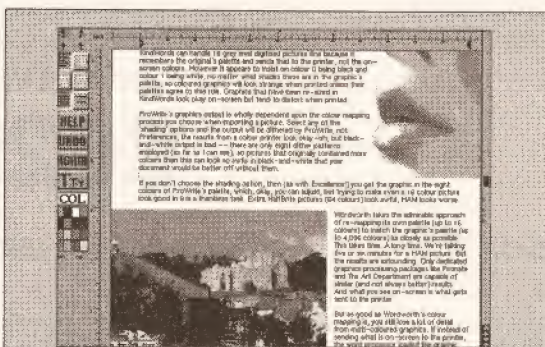 KindWords can handle 16 grey level digitised pictures fine because it
remembers the original's palette and sends that to the printer, not the on-
screen colours. However it appears to insist on colour 0 being black and
colour 1 being white, no matter what shades there are in the graphic's
palette, so coloured graphics will look strange when printed unless their
palettes agree to this rule. Graphics that have been re-sized in
KindWords look okay on-screen but tend to distort when printed
ProWrite's graphics output is wholly dependent upon the colour mapping
process you choose when importing a picture. Select any of the
'shading' options and the output will be dithered by ProWrite, not
Preferences, the results from a colour printer look okay-ish, but black-
and-white output is bad -- there are only eight dither patterns
employed (as far as I can see), so pictures that originally contained more
colours than this can look so awful in black-and-white that your
document would be better off without them.
If you don't choose the shading option, then (as with Excellence!) you get the graphic in the eight
colours of ProWrite's palette, which, okay, you can adjust, but trying to make even a 16 colour picture
look good in 8 is a thankless task. Extra HalfBrite pictures (64 colours) look awful, HAM looks worse.
Wordworth takes the admirable approach
of re-mapping its own palette (up to 16
colours) to match the graphic's palette (up
to 4,096 colours) as closely as possible.
This takes time. A long time. We're talking
five or six minutes for a HAM picture. But
the results are astounding. Only dedicated
graphics processing packages like Pixmate
and The Art Department are capable of
similar (and not always better) results.
And what you see on-screen is what gets
sent to the printer
But as good as Wordworth's colour
mapping is, you still lose a lot of detail
from multi-coloured graphics. If instead of
sending what is on-screen to the printer,
the word processor loaded the graphic
HELP
UNDO
AGAIN
COL